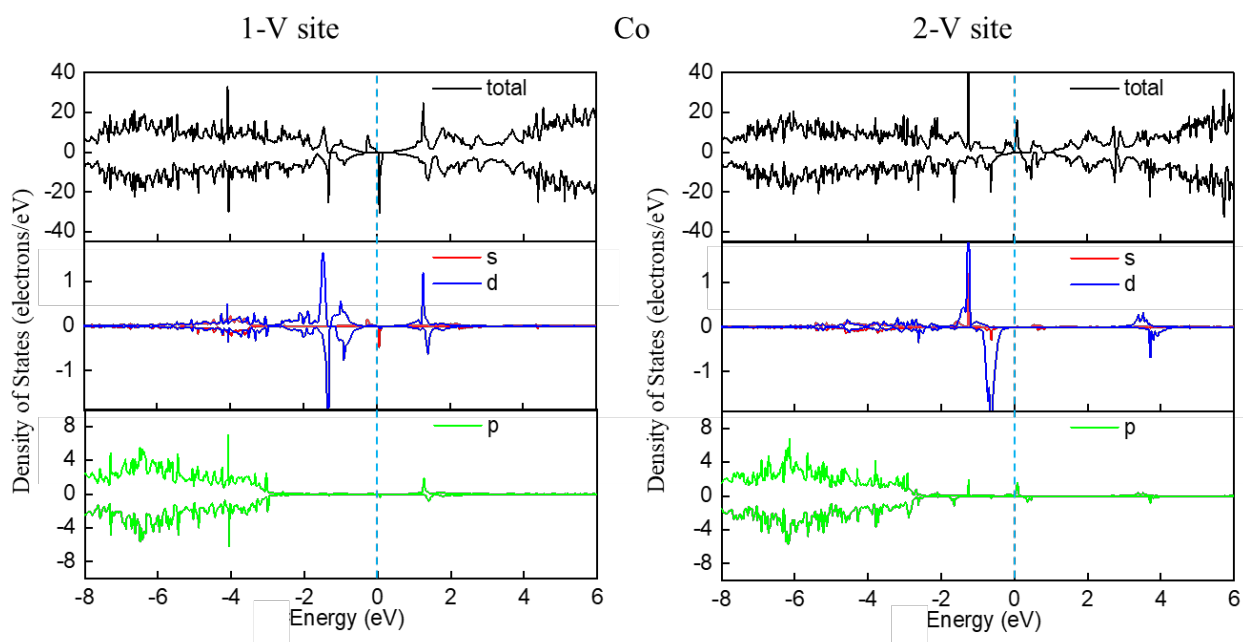 1-V site Co 2-V site
Density of States (electrons/eV)
40
20
0
-20
-40
total
1
0
-1
s
d
8
4
0
-4
-8
p
-8 -6 -4 -2 0 2 4 6
Energy (eV)
Density of States (electrons/eV)
40
20
0
-20
-40
total
1
0
-1
s
d
8
4
0
-4
-8
p
-8 -6 -4 -2 0 2 4 6
Energy (eV)